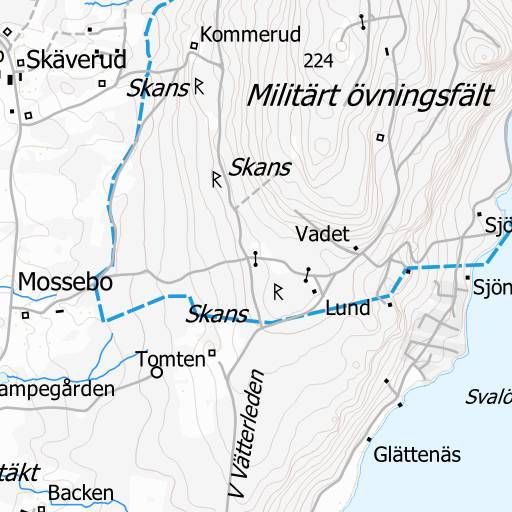 Kommerud
Skäverud
224
Skans
Militärt övningsfält
Skans
Vadet
Sjö
Mossebo
Sjön
Skans
Lund
Tomten
ampegården
V Vätterleden
Svalö
Glättenäs
täkt
Backen